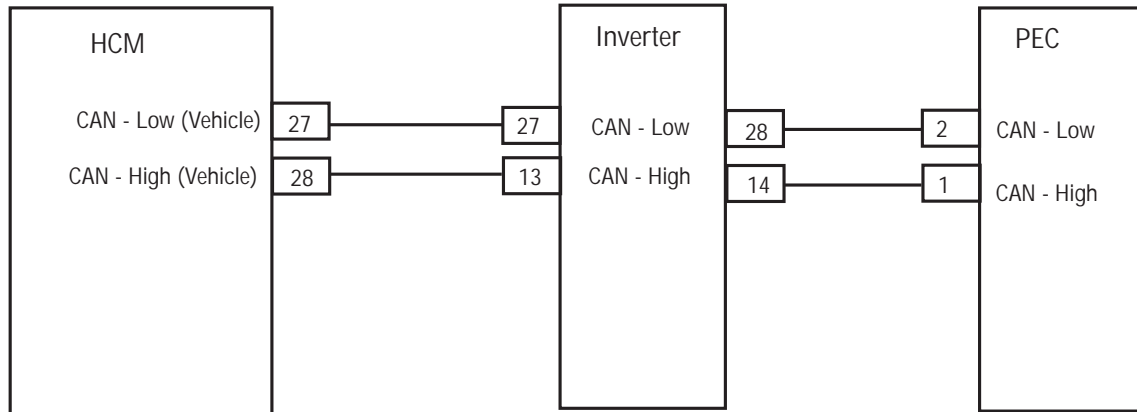 HCM
Inverter
PEC
CAN - Low (Vehicle) 27 27 CAN - Low 28 2 CAN - Low
CAN - High (Vehicle) 28 13 CAN - High 14 1 CAN - High